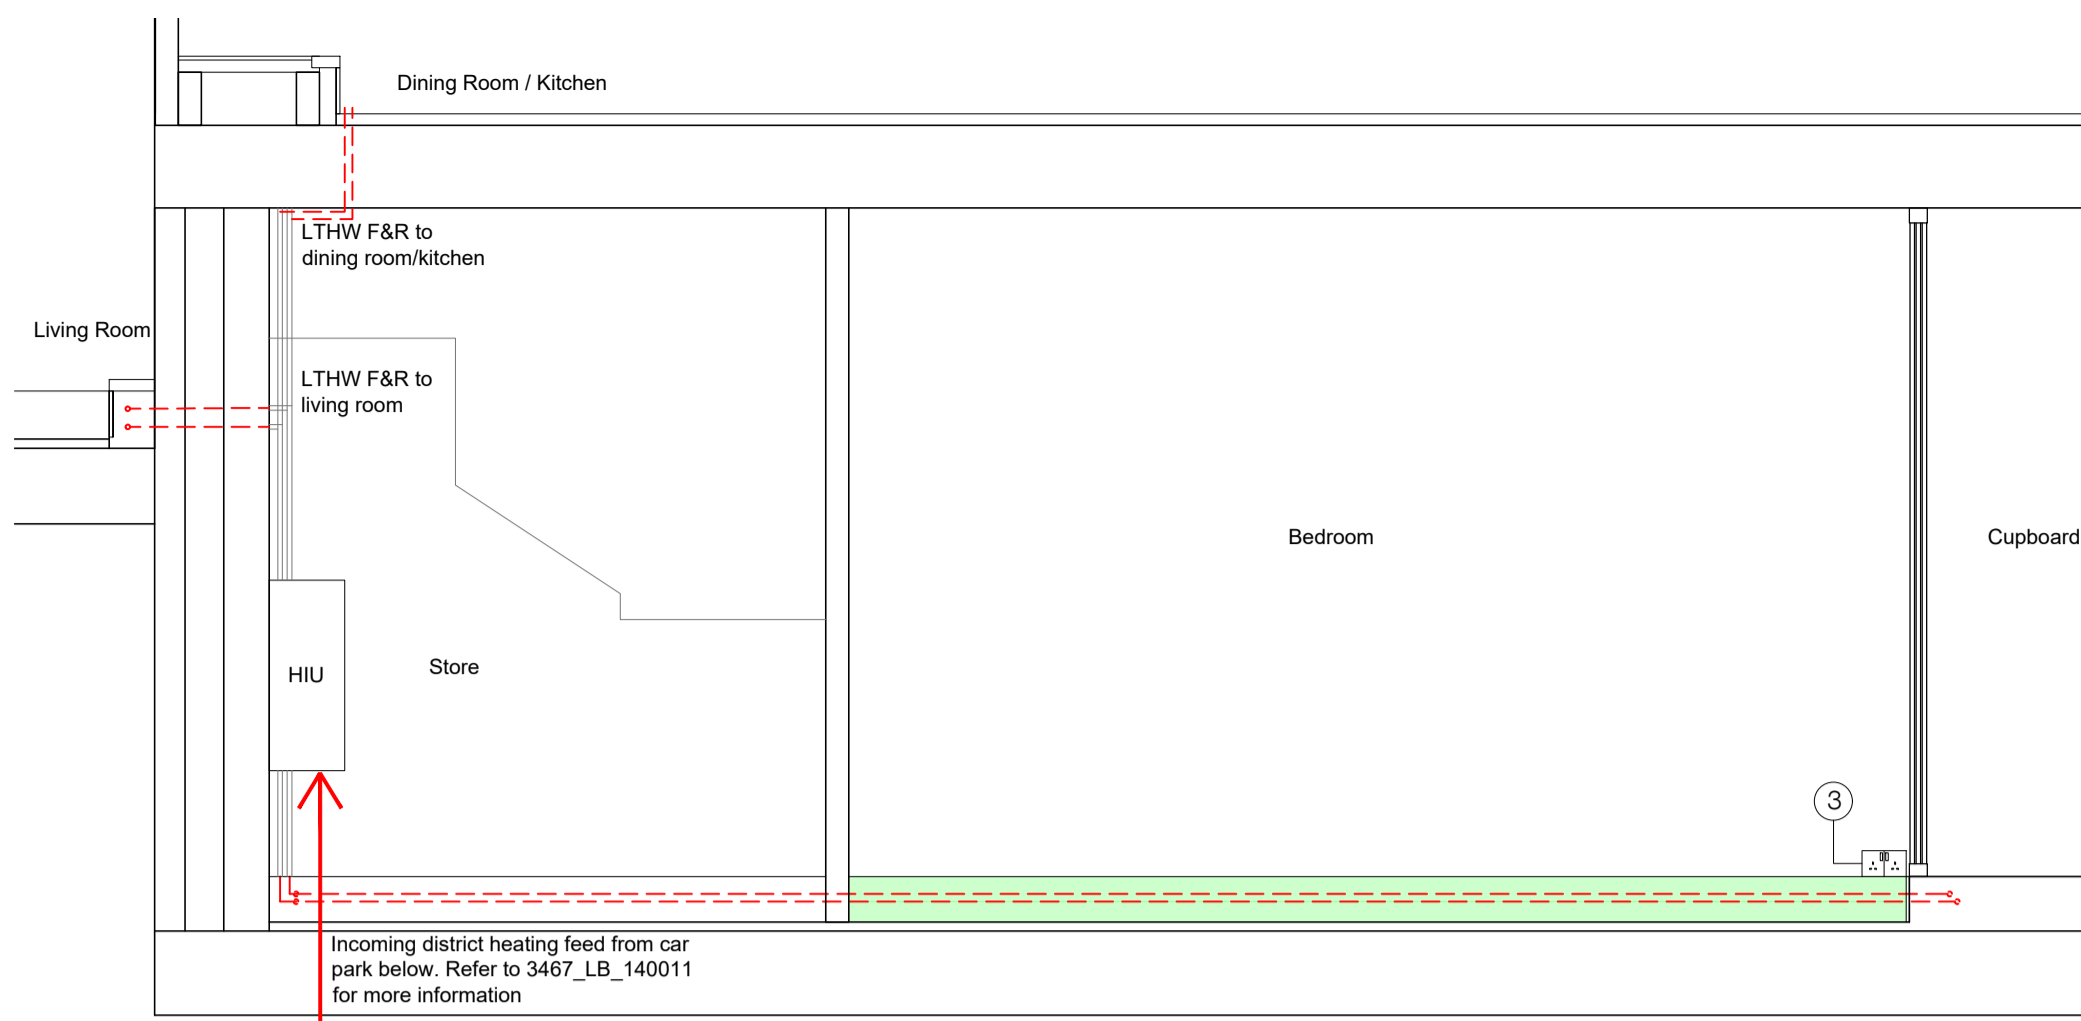 Dining Room / Kitchen
LTHW F&R to
dining room/kitchen
Living Room
LTHW F&R to
living room
Bedroom
Cupboard
HIU
Store
3
Incoming district heating feed from car
park below. Refer to 3467_LB_140011
for more information